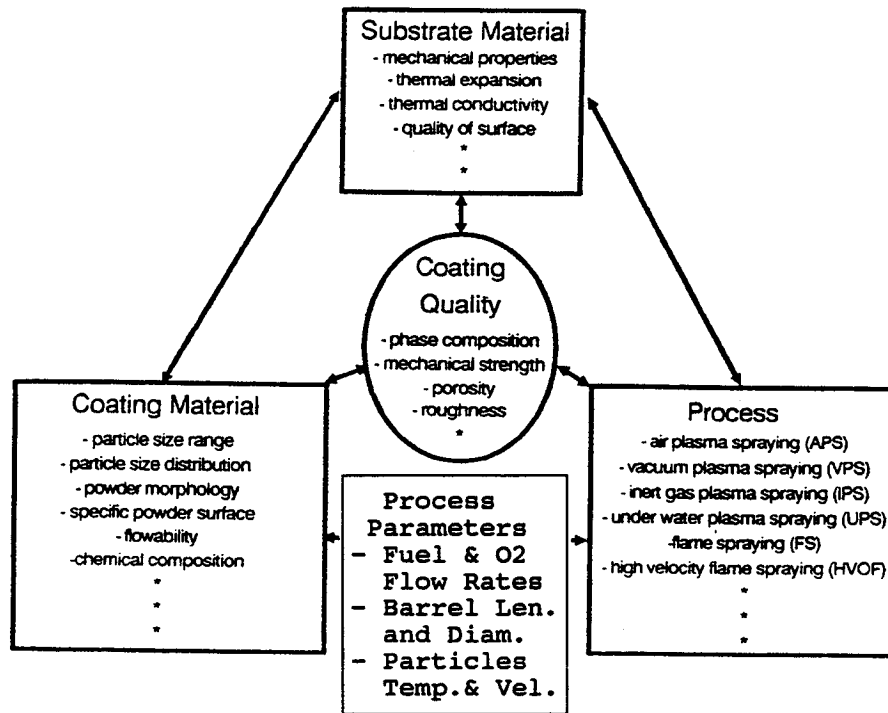 Substrate Material
- mechanical properties
- thermal expansion
- thermal conductivity
- quality of surface
*
*
Coating
Quality
- phase composition
- mechanical strength
- porosity
- roughness
*
Coating Material
- particle size range
- particle size distribution
- powder morphology
- specific powder surface
- flowability
-chemical composition
*
*
*
Process
Parameters
- Fuel & O2
Flow Rates
- Barrel Len.
and Diam.
- Particles
Temp.& Vel.
Process
- air plasma spraying (APS)
- vacuum plasma spraying (VPS)
- inert gas plasma spraying (IPS)
- under water plasma spraying (UPS)
-flame spraying (FS)
- high velocity flame spraying (HVOF)
*
*
*